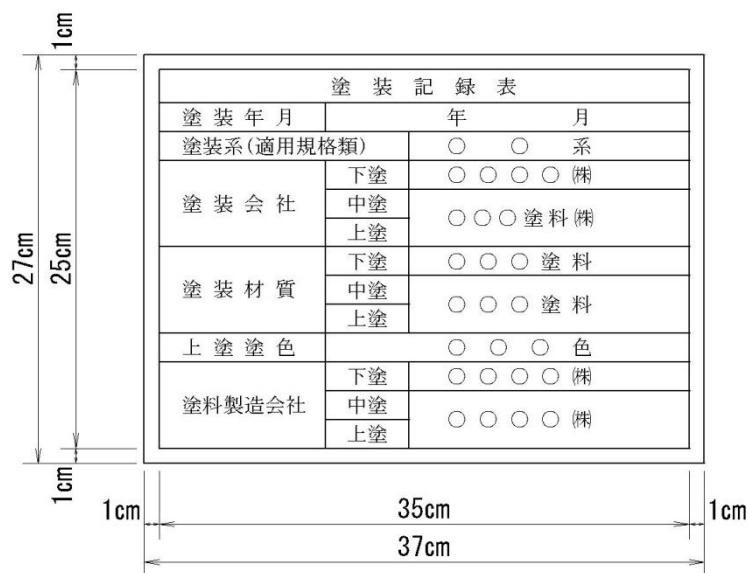 1cm
塗装記録表
塗装年月 年 月
塗装系(適用規格類) ○ ○ 系
塗装会社 下塗 ○○○○㈱
中塗 ○○○塗料㈱
上塗
塗装材質 下塗 ○○○塗料
中塗 ○○○塗料
上塗
上塗塗色 ○○○色
塗料製造会社 下塗 ○○○○㈱
中塗 ○○○○㈱
上塗
27cm
25cm
1cm
1cm 35cm 1cm
37cm